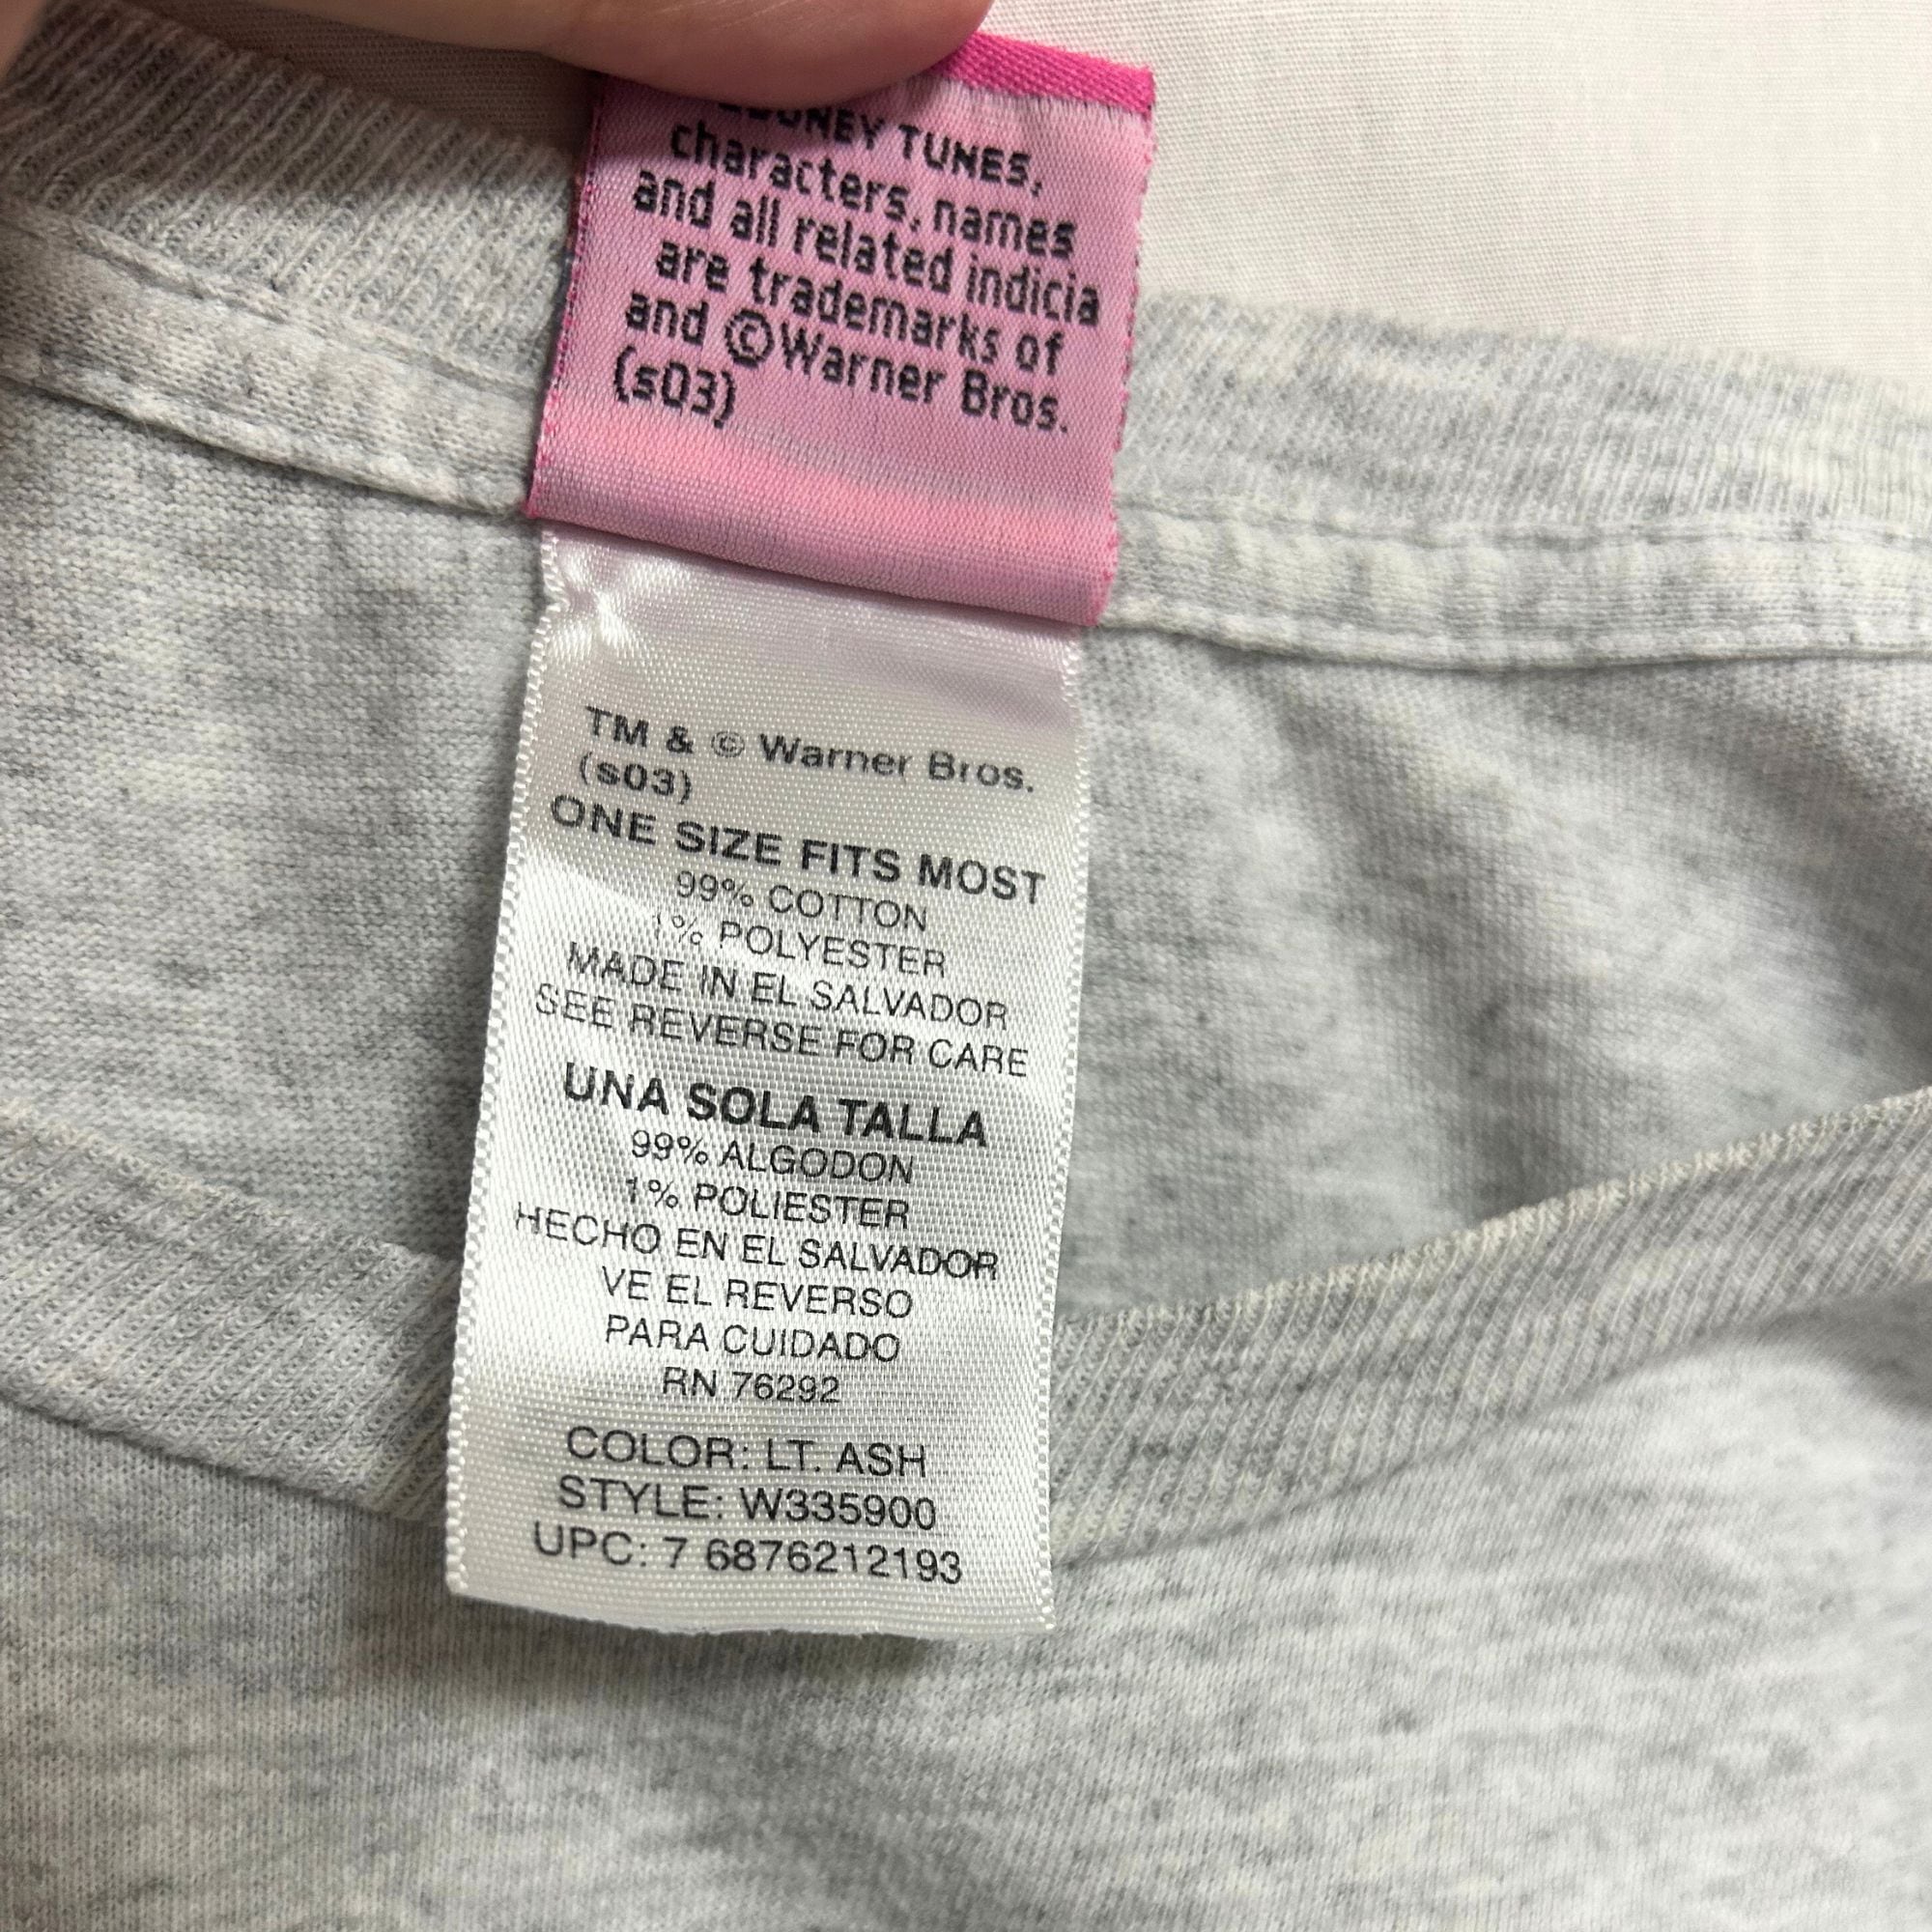 LOONEY TUNES,
characters, names
and all related indicia
are trademarks of
and ©Warner Bros.
(s03)
TM & © Warner Bros.
(s03)
ONE SIZE FITS MOST
99% COTTON
1% POLYESTER
MADE IN EL SALVADOR
SEE REVERSE FOR CARE
UNA SOLA TALLA
99% ALGODON
1% POLIESTER
HECHO EN EL SALVADOR
VE EL REVERSO
PARA CUIDADO
RN 76292
COLOR: LT. ASH
STYLE: W335900
UPC: 7 6876212193